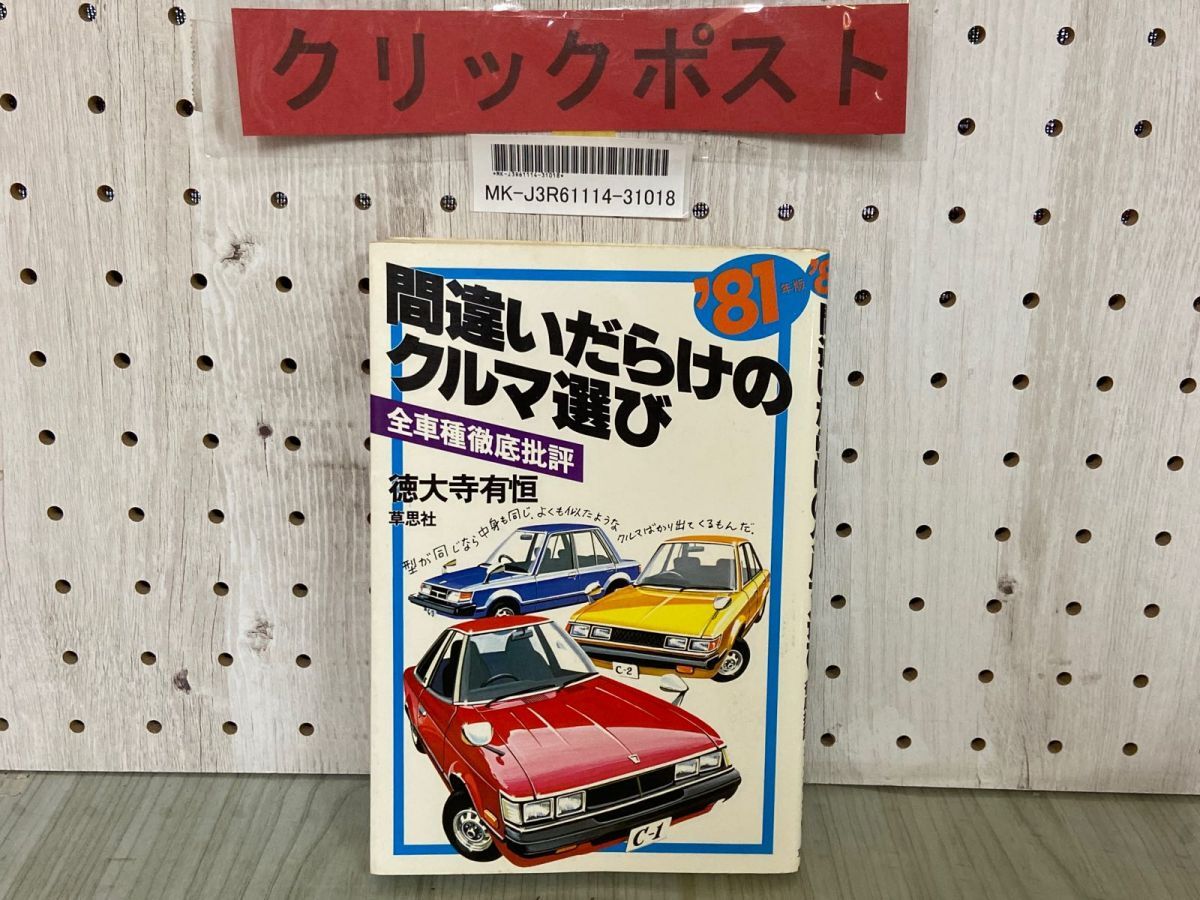 クリックポスト
*MK-J3R61114-31018*
MK-J3R61114-31018
'81年版
間違いだらけの
クルマ選び
全車種徹底批評
徳大寺有恒
草思社
型が同じなら中身も同じ、よくも似たようなクルマばかり出てくるもんだ。
C-2
C-1